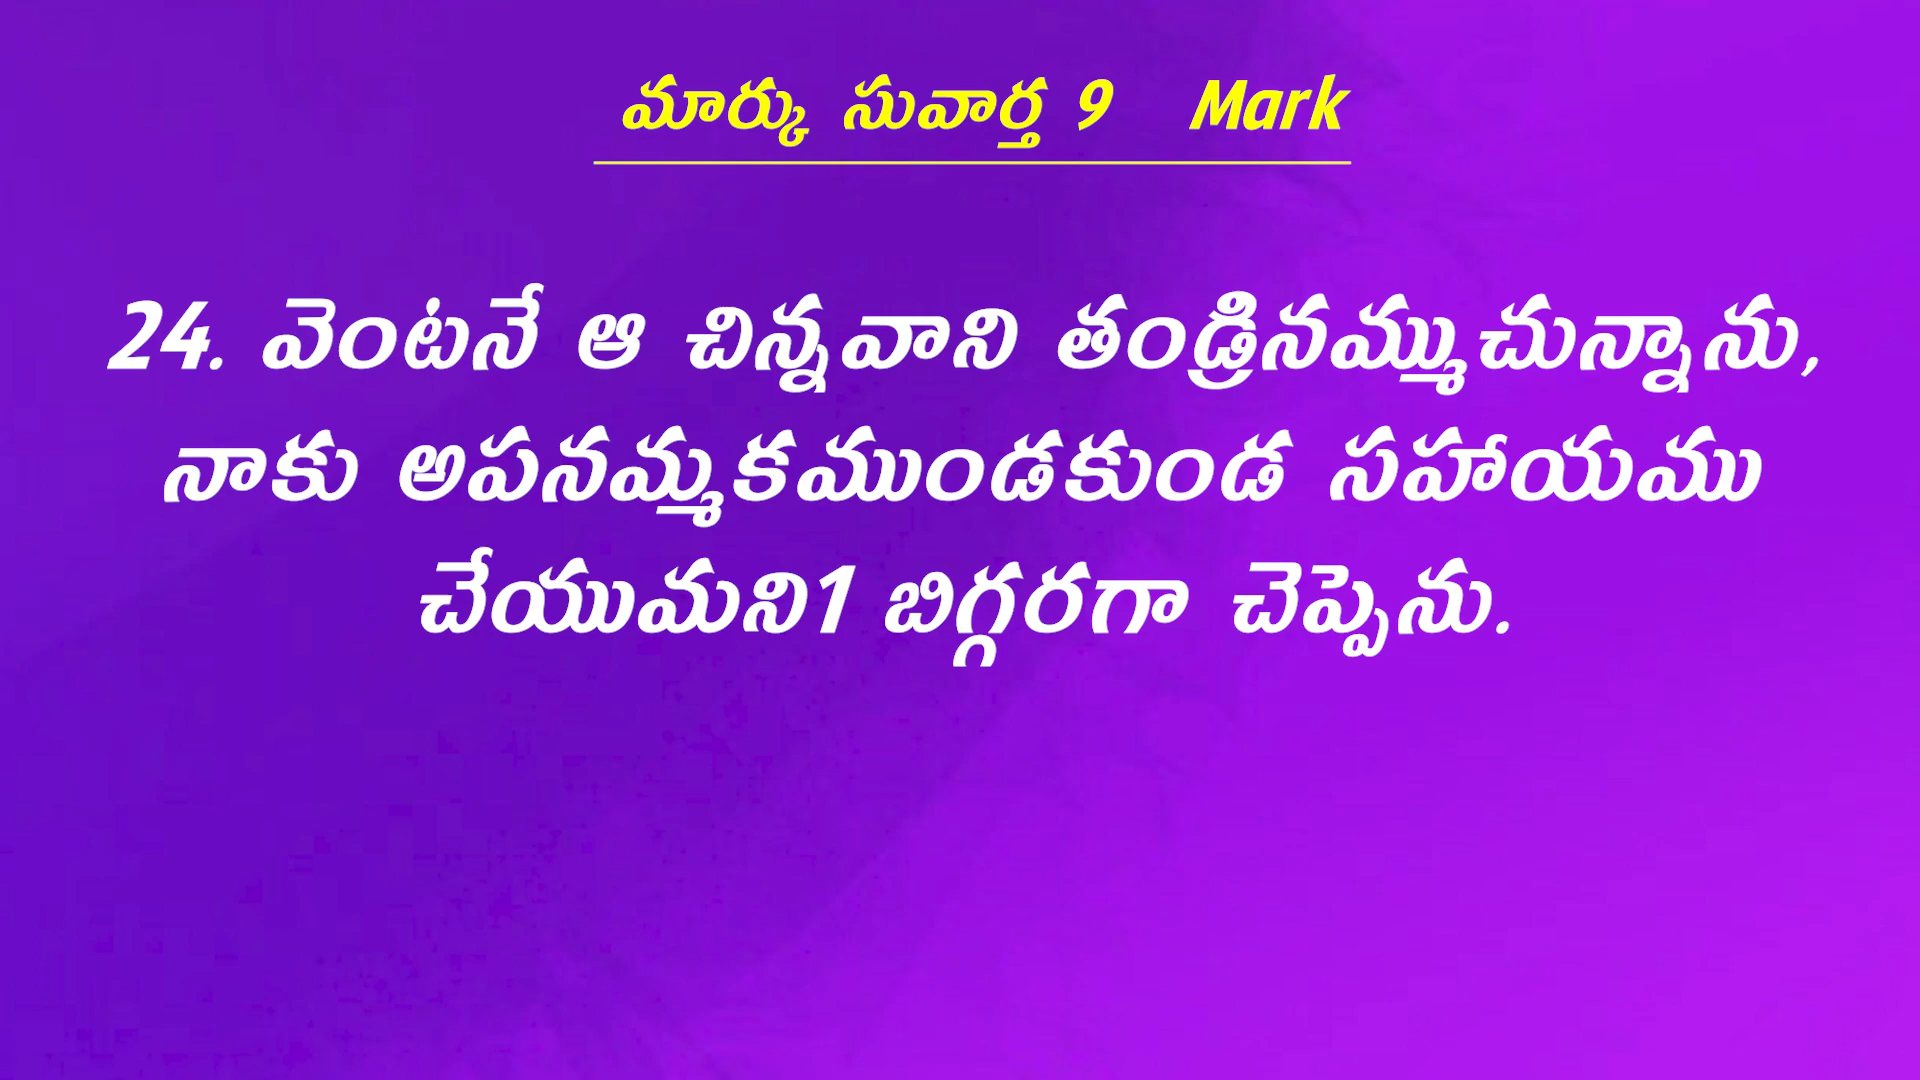 మార్కు సువార్త 9 Mark
24. వెంటనే ఆ చిన్నవాని తండ్రినమ్ముచున్నాను,
నాకు అపనమ్మకముండకుండ సహాయము
చేయుమని1 బిగ్గరగా చెప్పెను.